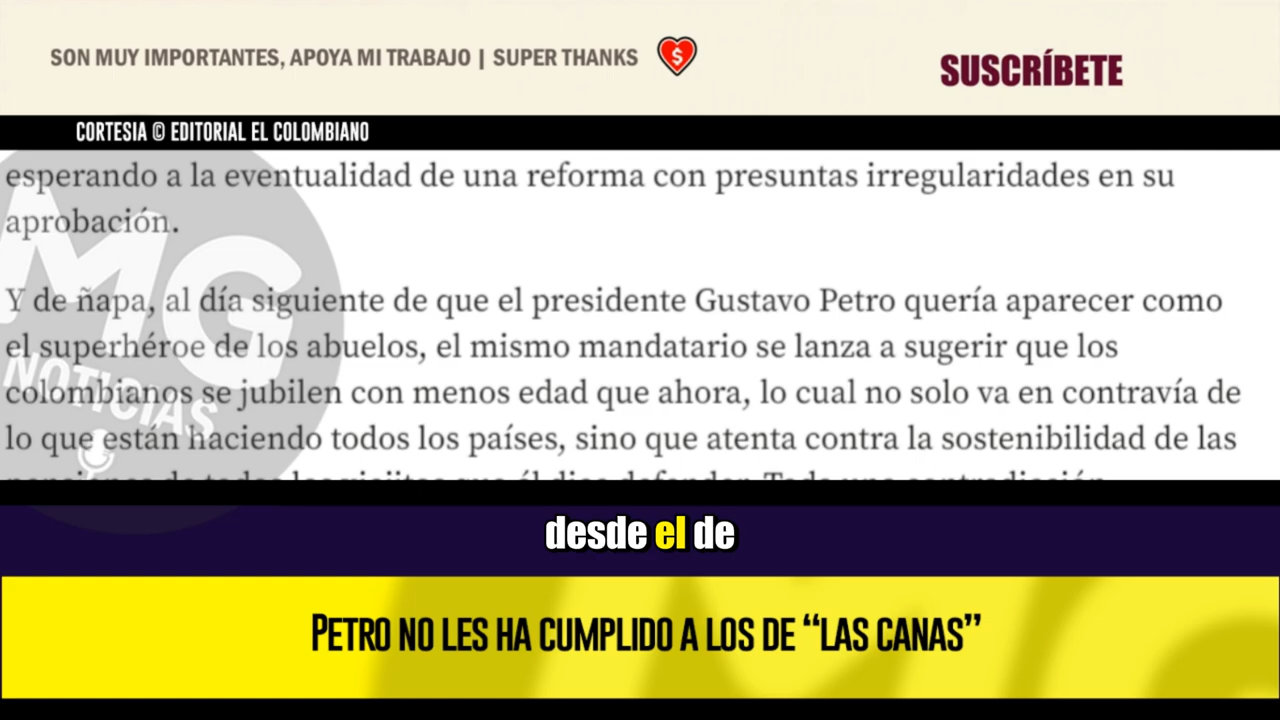 SON MUY IMPORTANTES, APOYA MI TRABAJO | SUPER THANKS
SUSCRÍBETE
CORTESIA © EDITORIAL EL COLOMBIANO
esperando a la eventualidad de una reforma con presuntas irregularidades en su
aprobación.
Y de ñapa, al día siguiente de que el presidente Gustavo Petro quería aparecer como
el superhéroe de los abuelos, el mismo mandatario se lanza a sugerir que los
colombianos se jubilen con menos edad que ahora, lo cual no solo va en contravía de
lo que están haciendo todos los países, sino que atenta contra la sostenibilidad de las
MG
NOTICIAS
desde el de
PETRO NO LES HA CUMPLIDO A LOS DE “LAS CANAS”